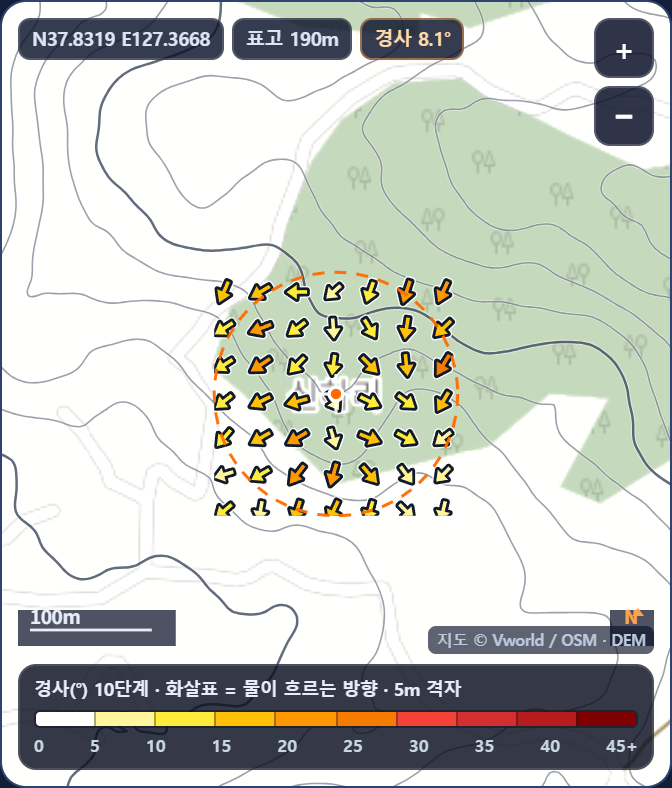 N37.8319 E127.3668
표고 190m
경사 8.1°
+
−
100m
N
지도 © Vworld / OSM · DEM
경사(°) 10단계 · 화살표 = 물이 흐르는 방향 · 5m 격자
0 5 10 15 20 25 30 35 40 45+